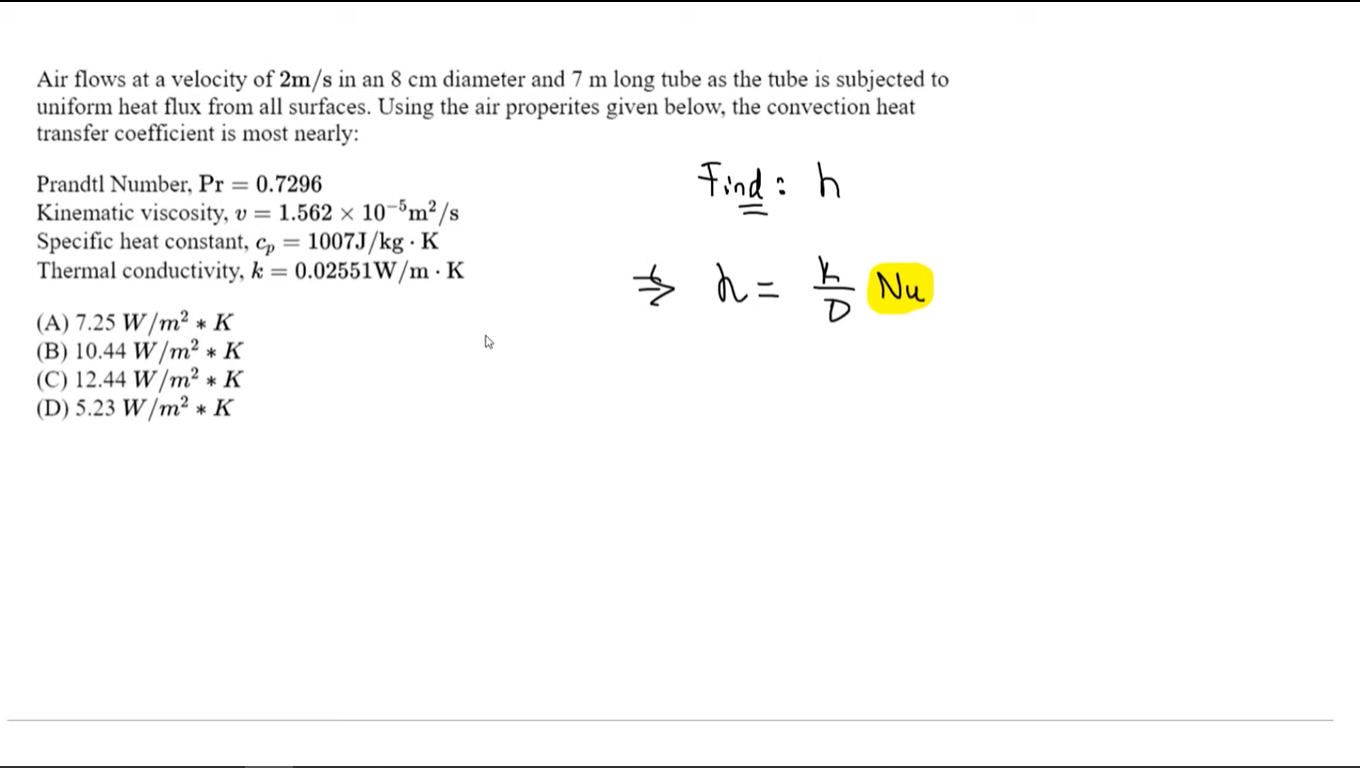 Air flows at a velocity of 2m/s in an 8 cm diameter and 7 m long tube as the tube is subjected to
uniform heat flux from all surfaces. Using the air properites given below, the convection heat
transfer coefficient is most nearly:
Prandtl Number, Pr = 0.7296
Kinematic viscosity, υ = 1.562 × 10⁻⁵m²/s
Specific heat constant, cₚ = 1007J/kg · K
Thermal conductivity, k = 0.02551W/m · K
(A) 7.25 W/m² * K
(B) 10.44 W/m² * K
(C) 12.44 W/m² * K
(D) 5.23 W/m² * K
Find: h
⇒ h = k/D Nu